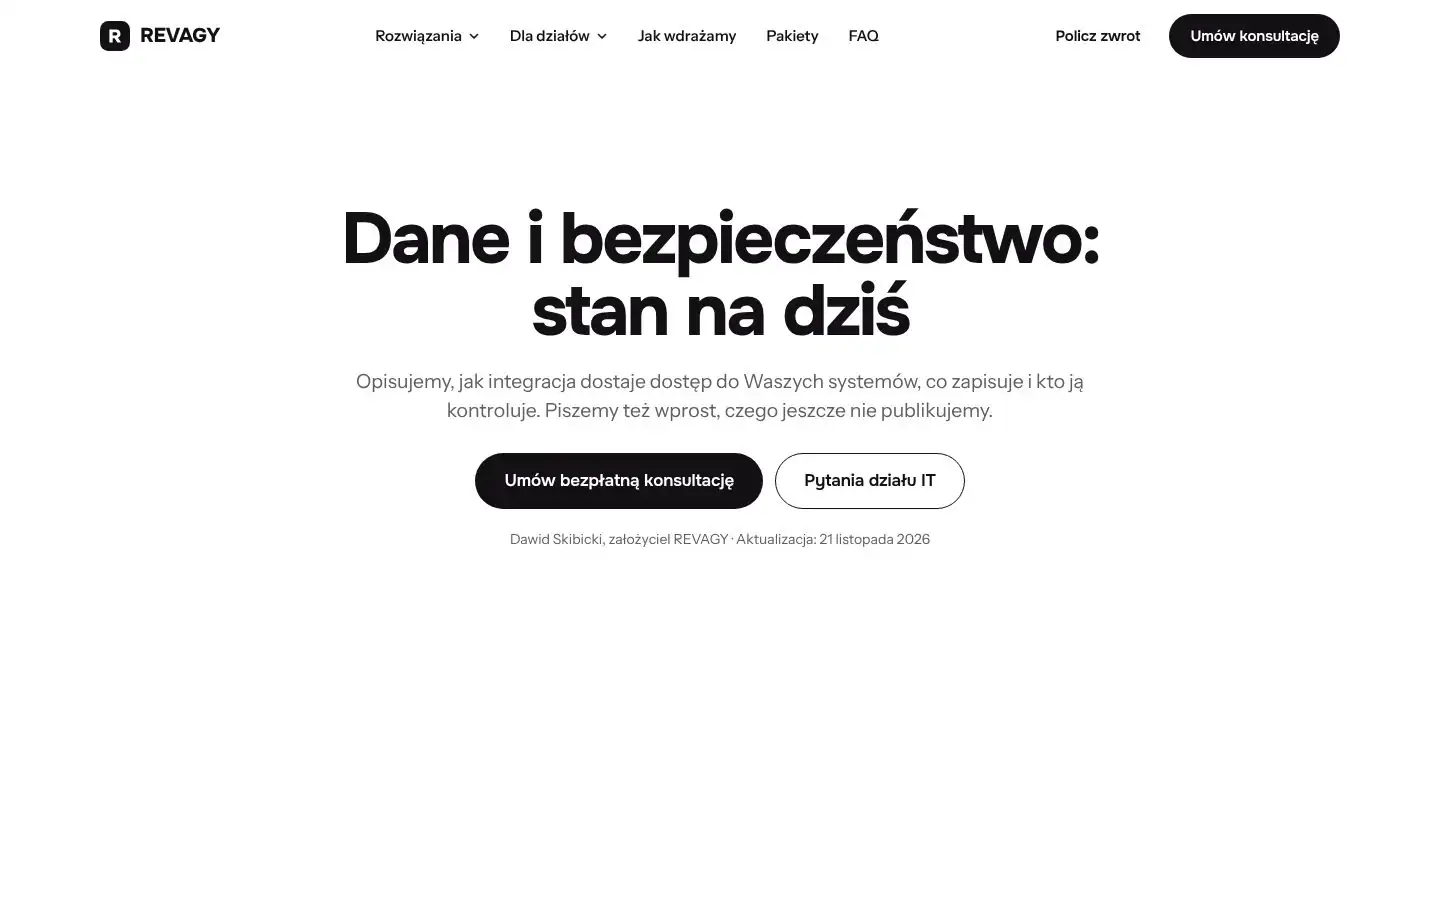 R REVAGY
Rozwiązania
Dla działów
Jak wdrażamy
Pakiety
FAQ
Policz zwrot
Umów konsultację
Dane i bezpieczeństwo:
stan na dziś
Opisujemy, jak integracja dostaje dostęp do Waszych systemów, co zapisuje i kto ją
kontroluje. Piszemy też wprost, czego jeszcze nie publikujemy.
Umów bezpłatną konsultację
Pytania działu IT
Dawid Skibicki, założyciel REVAGY · Aktualizacja: 21 listopada 2026